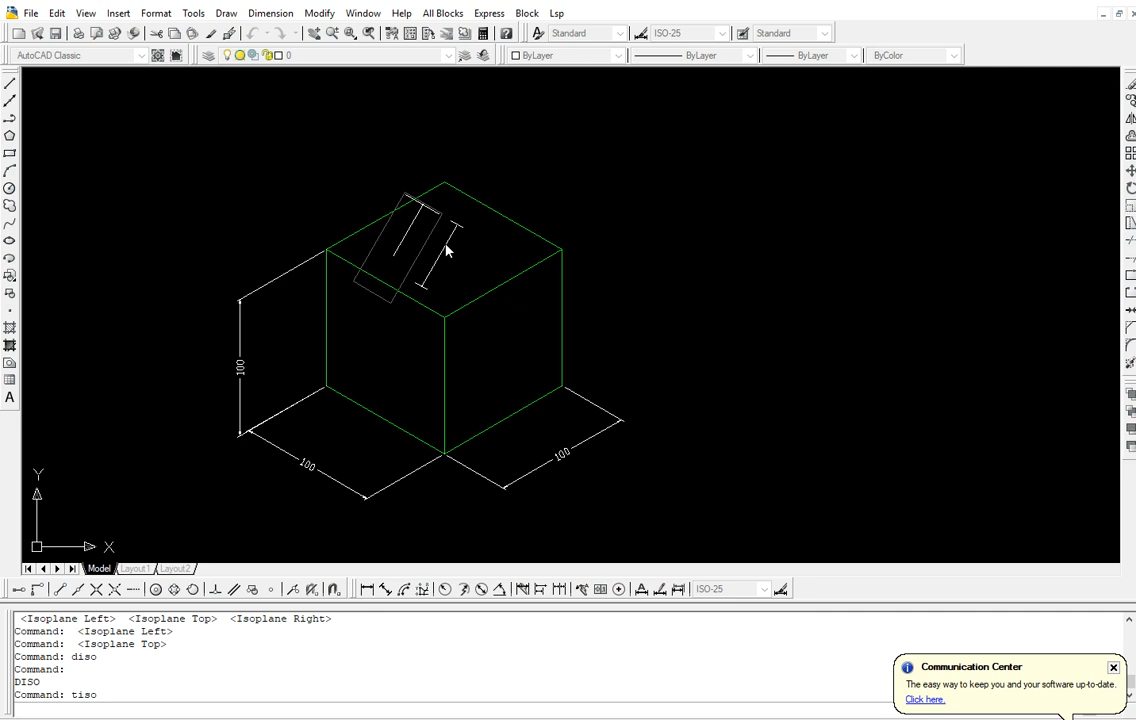 File Edit View Insert Format Tools Draw Dimension Modify Window Help All Blocks Express Block Lsp
Standard ISO-25 Standard
AutoCAD Classic 0 ByLayer ByLayer ByLayer ByColor
A
100
100
100
Y
X
Model Layout1 Layout2
ISO-25
<Isoplane Left> <Isoplane Top> <Isoplane Right>
Command: <Isoplane Left>
Command: <Isoplane Top>
Command: diso
Command:
DISO
Command: tiso
Communication Center
The easy way to keep you and your software up-to-date.
Click here.